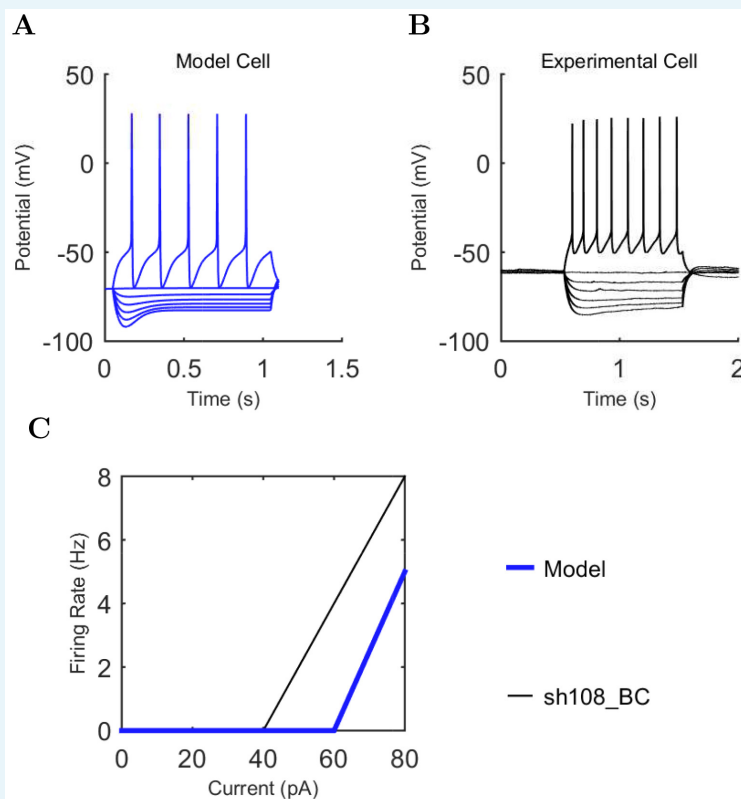 A
Model Cell
50
0
-50
-100
Potential (mV)
0
0.5
1
1.5
Time (s)
B
Experimental Cell
50
0
-50
-100
Potential (mV)
0
1
2
Time (s)
C
8
6
4
2
0
Firing Rate (Hz)
0
20
40
60
80
Current (pA)
Model
sh108_BC